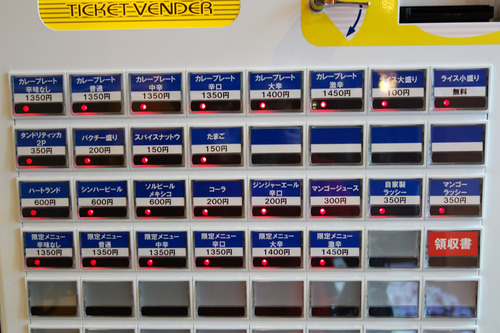 TICKET VENDER
カレープレート
辛味なし
1350円
カレープレート
普通
1350円
カレープレート
中辛
1350円
カレープレート
辛口
1350円
カレープレート
大辛
1400円
カレープレート
激辛
1450円
ライス大盛り
100円
ライス小盛り
無料
タンドリティッカ
2P
350円
パクチー盛り
200円
スパイスナットウ
150円
たまご
150円
ハートランド
600円
シンハービール
600円
ソルビール
メキシコ
600円
コーラ
200円
ジンジャーエール
辛口
200円
マンゴージュース
300円
自家製
ラッシー
350円
マンゴー
ラッシー
350円
限定メニュー
辛味なし
1350円
限定メニュー
普通
1350円
限定メニュー
中辛
1350円
限定メニュー
辛口
1350円
限定メニュー
大辛
1400円
限定メニュー
激辛
1450円
領収書